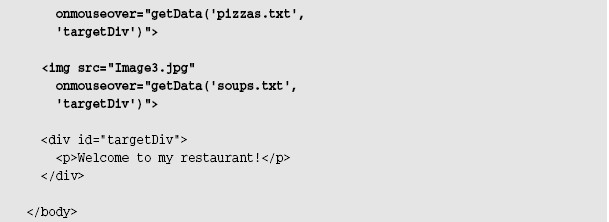 onmouseover="getData('pizzas.txt',
'targetDiv')">
<img src="Image3.jpg"
onmouseover="getData('soups.txt',
'targetDiv')">
<div id="targetDiv">
<p>Welcome to my restaurant!</p>
</div>
</body>